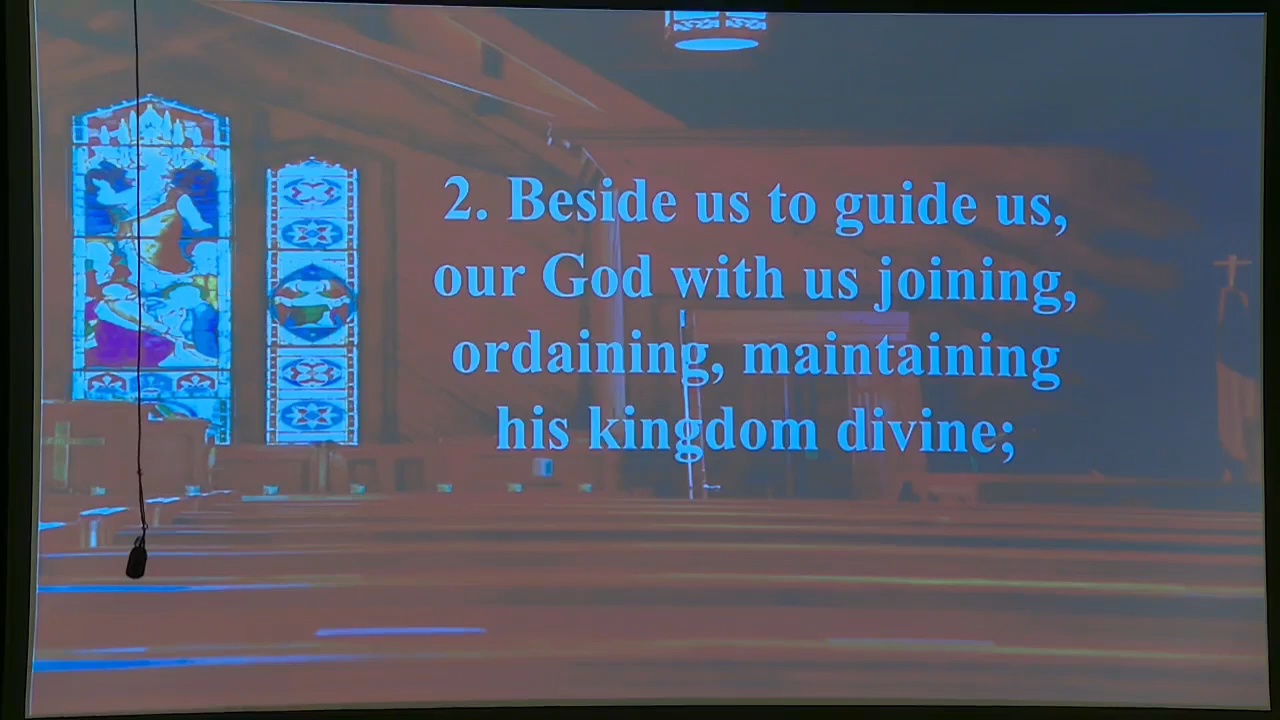 2. Beside us to guide us,
our God with us joining,
ordaining, maintaining
his kingdom divine;